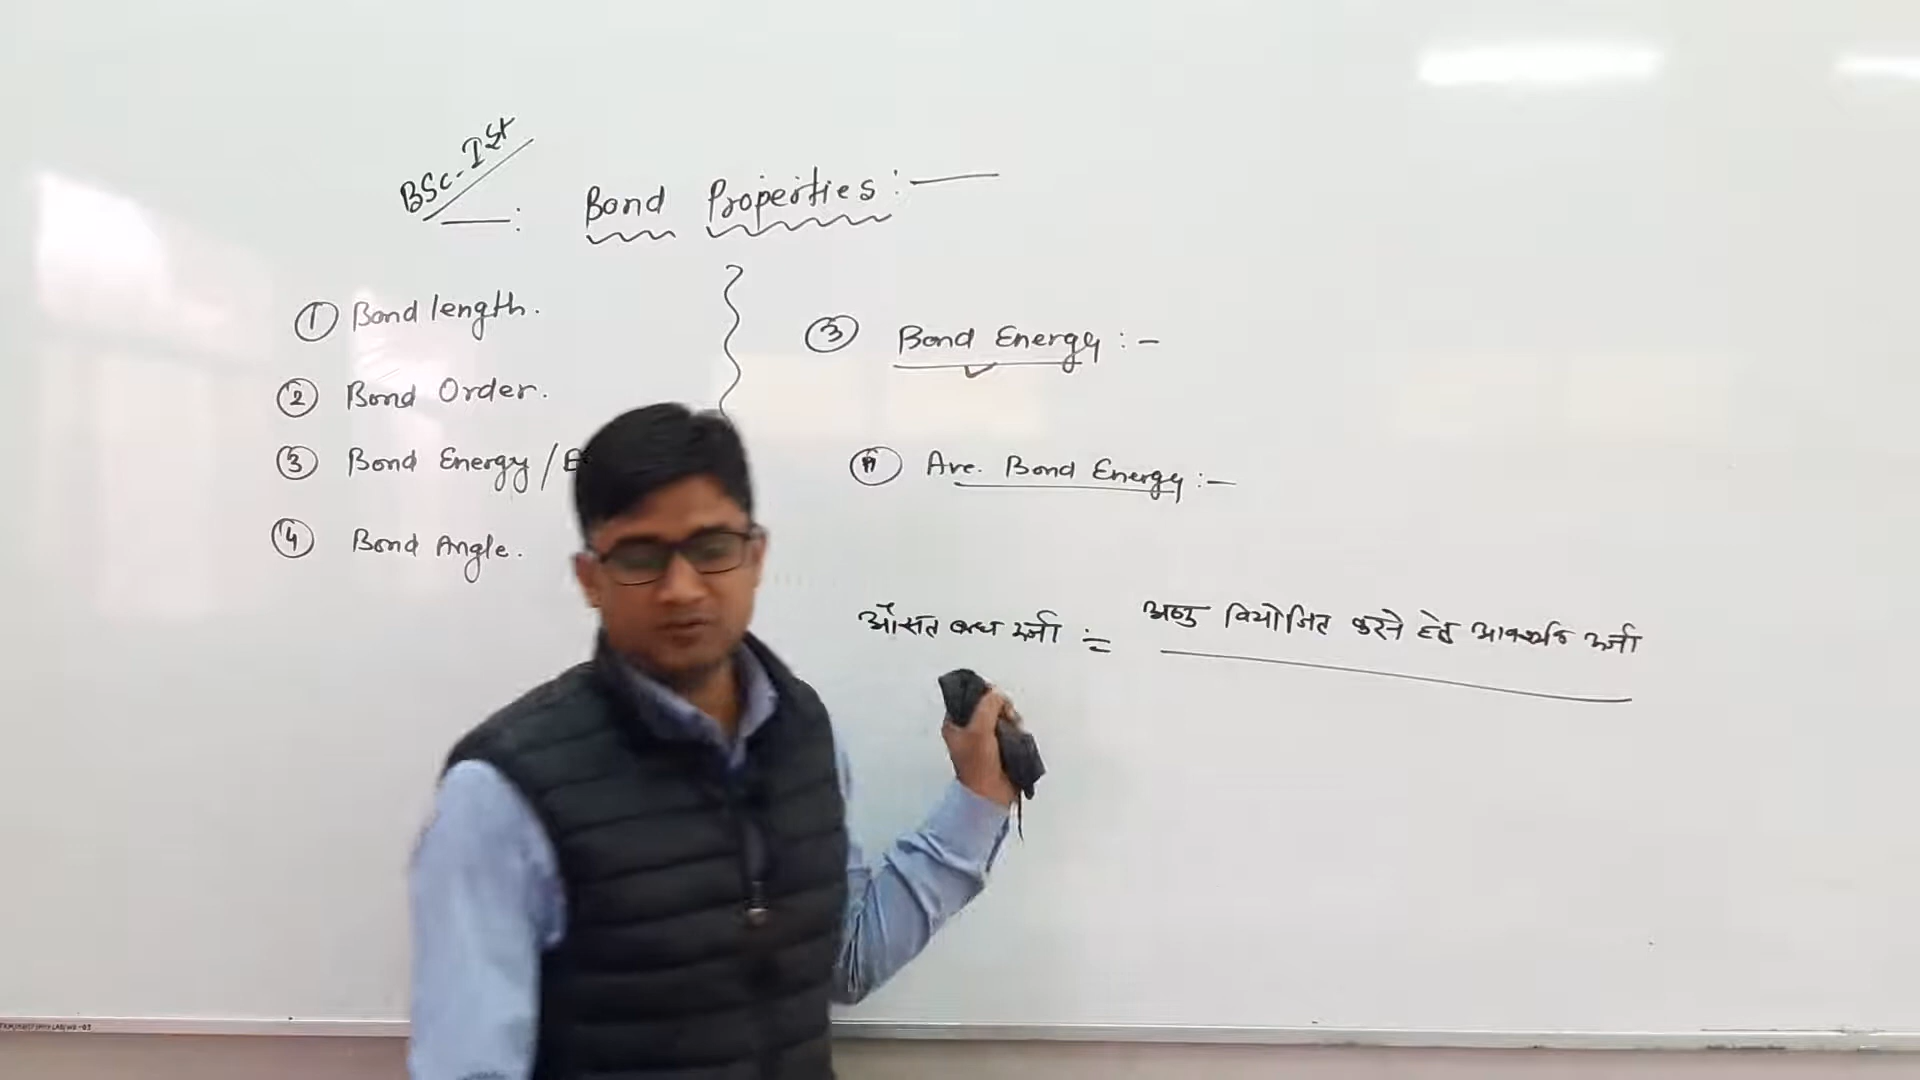 BSc-Ist
Bond Properties:—
① Bond length.
② Bond Order.
③ Bond Energy / E
④ Bond Angle.
③ Bond Energy :-
Ave. Bond Energy :-
औसत बन्ध ऊर्जा = अणु वियोजित करने हेतु आवश्यक ऊर्जा